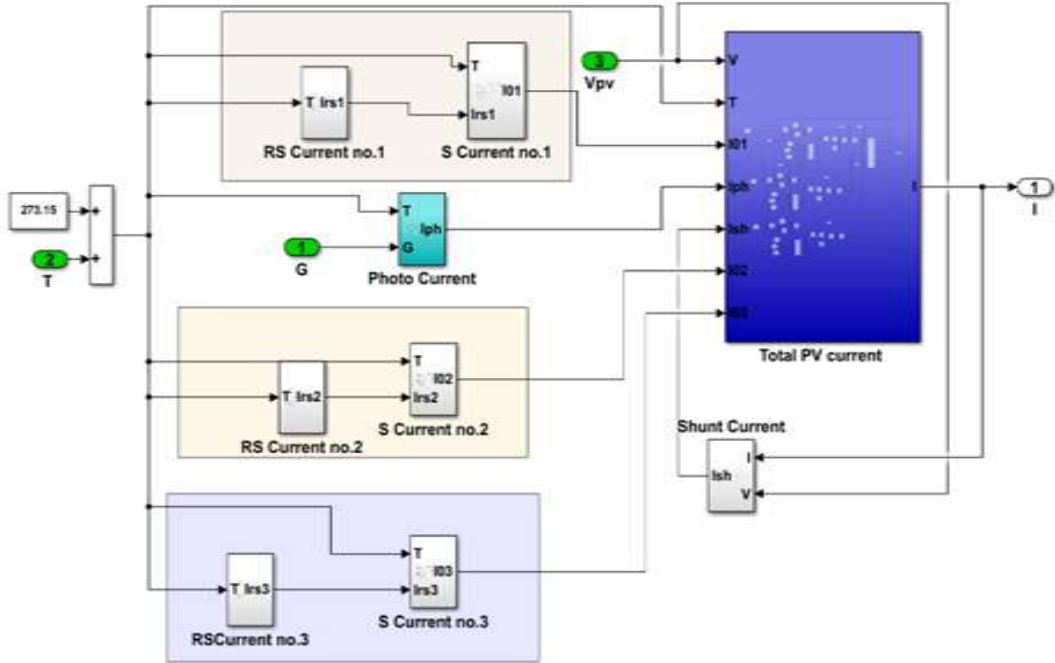 T
I01
Irs1
S Current no.1
T Irs1
RS Current no.1
3
Vpv
V
T
I01
Iph
Ish
I02
I03
I
Total PV current
1
I
273.15
+
+
2
T
T
Iph
G
Photo Current
1
G
T
I02
Irs2
S Current no.2
T Irs2
RS Current no.2
Shunt Current
I
Ish
V
T
I03
Irs3
S Current no.3
T Irs3
RSCurrent no.3